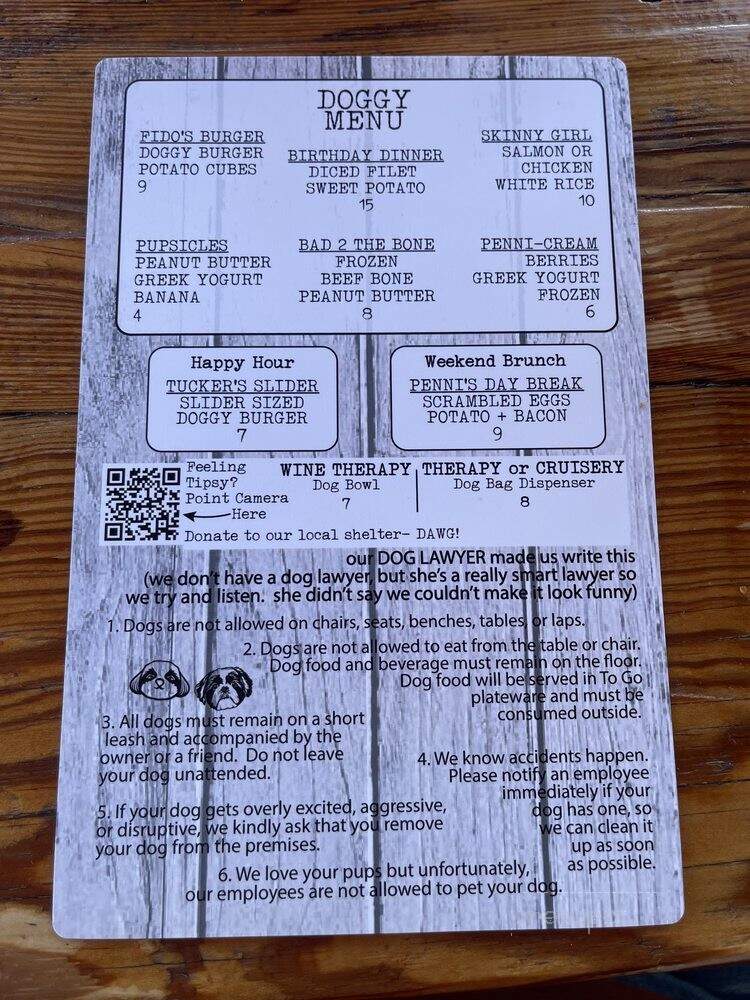 DOGGY
MENU
FIDO'S BURGER
DOGGY BURGER
POTATO CUBES
9
BIRTHDAY DINNER
DICED FILET
SWEET POTATO
15
SKINNY GIRL
SALMON OR
CHICKEN
WHITE RICE
10
PUPSICLES
PEANUT BUTTER
GREEK YOGURT
BANANA
4
BAD 2 THE BONE
FROZEN
BEEF BONE
PEANUT BUTTER
8
PENNI-CREAM
BERRIES
GREEK YOGURT
FROZEN
6
Happy Hour
TUCKER'S SLIDER
SLIDER SIZED
DOGGY BURGER
7
Weekend Brunch
PENNI'S DAY BREAK
SCRAMBLED EGGS
POTATO + BACON
9
Feeling
Tipsy?
Point Camera
Here
WINE THERAPY
Dog Bowl
7
THERAPY or CRUISERY
Dog Bag Dispenser
8
Donate to our local shelter- DAWG!
our DOG LAWYER made us write this
(we don't have a dog lawyer, but she's a really smart lawyer so
we try and listen. she didn't say we couldn't make it look funny)
1. Dogs are not allowed on chairs, seats, benches, tables, or laps.
2. Dogs are not allowed to eat from the table or chair.
Dog food and beverage must remain on the floor.
Dog food will be served in To Go
plateware and must be
consumed outside.
3. All dogs must remain on a short
leash and accompanied by the
owner or a friend. Do not leave
your dog unattended.
4. We know accidents happen.
Please notify an employee
immediately if your
dog has one, so
we can clean it
up as soon
as possible.
5. If your dog gets overly excited, aggressive,
or disruptive, we kindly ask that you remove
your dog from the premises.
6. We love your pups but unfortunately,
our employees are not allowed to pet your dog.